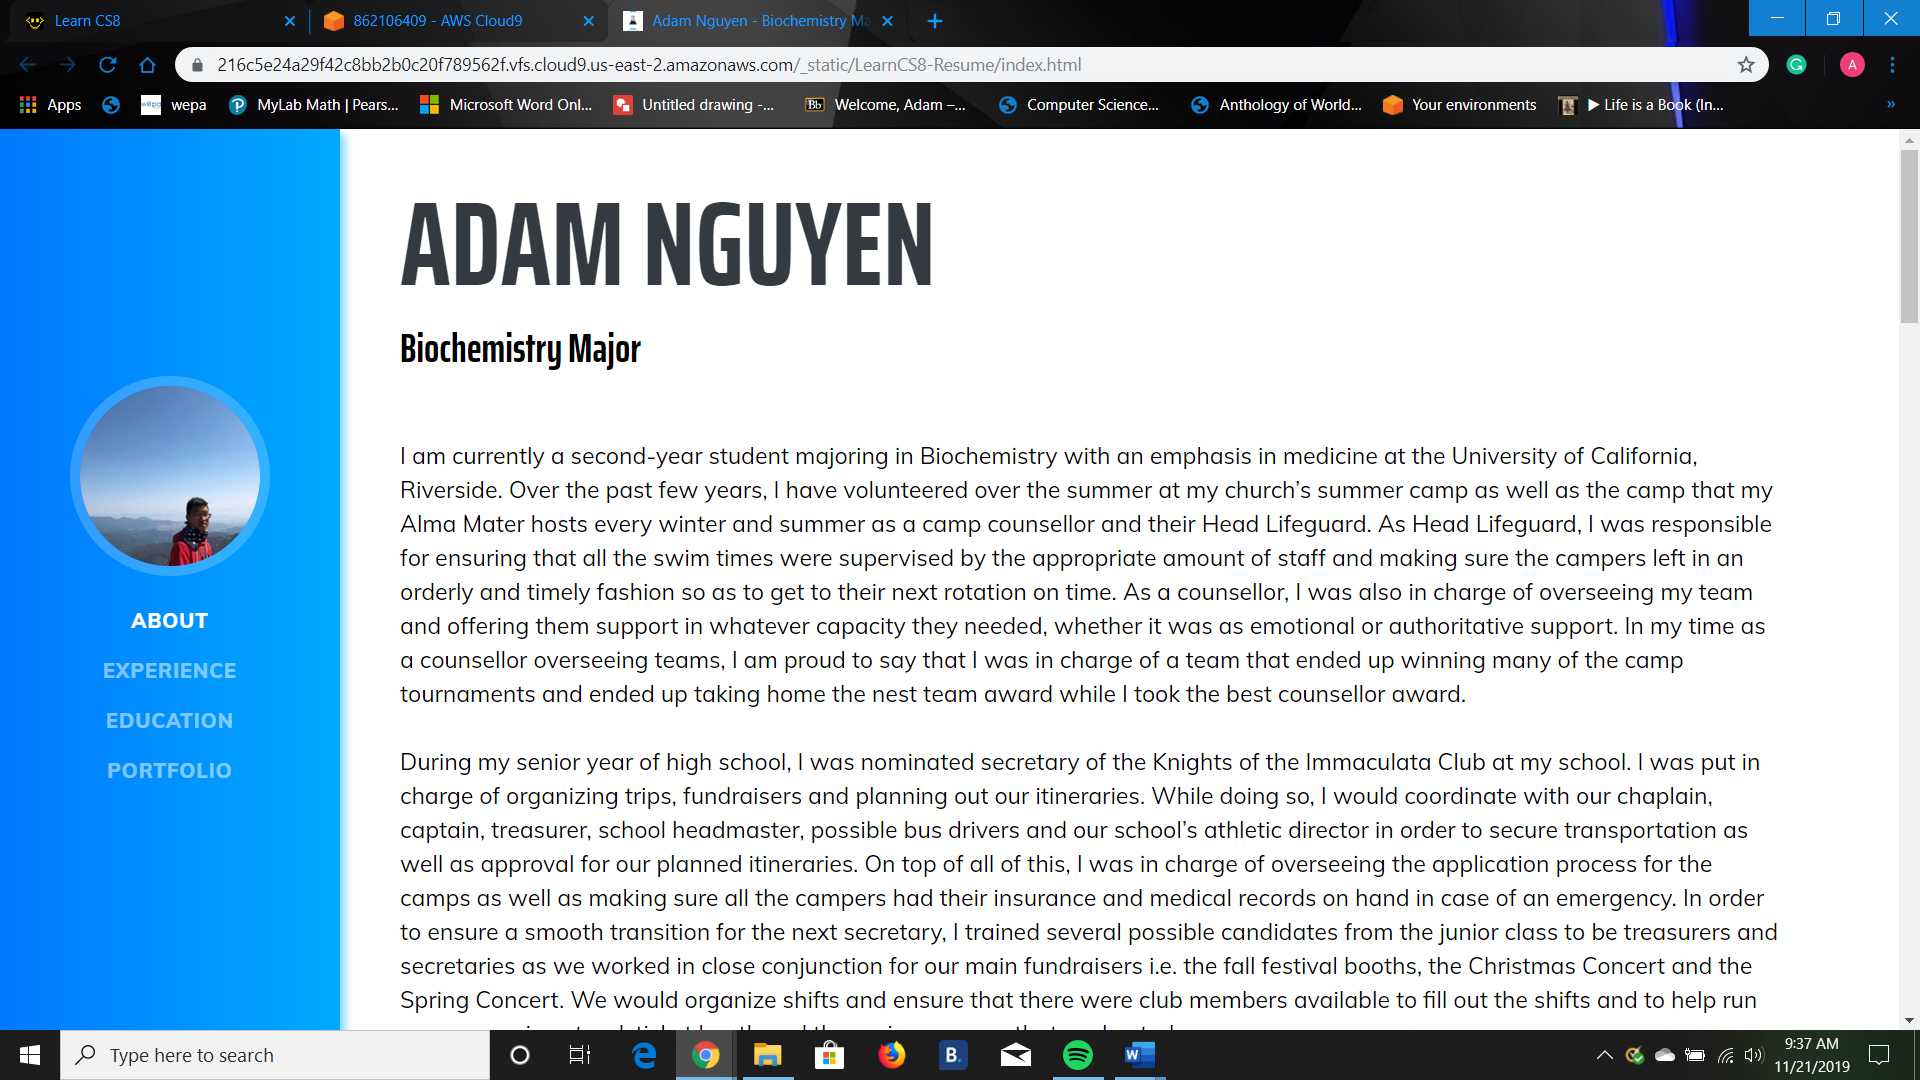 Learn CS8
862106409 - AWS Cloud9
Adam Nguyen - Biochemistry Ma
216c5e24a29f42c8bb2b0c20f789562f.vfs.cloud9.us-east-2.amazonaws.com/_static/LearnCS8-Resume/index.html
A
Apps
wepa
MyLab Math | Pears...
Microsoft Word Onl...
Untitled drawing -...
Bb
Welcome, Adam –...
Computer Science...
Anthology of World...
Your environments
▶ Life is a Book (In...
»
ABOUT
EXPERIENCE
EDUCATION
PORTFOLIO
ADAM NGUYEN
Biochemistry Major
I am currently a second-year student majoring in Biochemistry with an emphasis in medicine at the University of California,
Riverside. Over the past few years, I have volunteered over the summer at my church’s summer camp as well as the camp that my
Alma Mater hosts every winter and summer as a camp counsellor and their Head Lifeguard. As Head Lifeguard, I was responsible
for ensuring that all the swim times were supervised by the appropriate amount of staff and making sure the campers left in an
orderly and timely fashion so as to get to their next rotation on time. As a counsellor, I was also in charge of overseeing my team
and offering them support in whatever capacity they needed, whether it was as emotional or authoritative support. In my time as
a counsellor overseeing teams, I am proud to say that I was in charge of a team that ended up winning many of the camp
tournaments and ended up taking home the nest team award while I took the best counsellor award.
During my senior year of high school, I was nominated secretary of the Knights of the Immaculata Club at my school. I was put in
charge of organizing trips, fundraisers and planning out our itineraries. While doing so, I would coordinate with our chaplain,
captain, treasurer, school headmaster, possible bus drivers and our school’s athletic director in order to secure transportation as
well as approval for our planned itineraries. On top of all of this, I was in charge of overseeing the application process for the
camps as well as making sure all the campers had their insurance and medical records on hand in case of an emergency. In order
to ensure a smooth transition for the next secretary, I trained several possible candidates from the junior class to be treasurers and
secretaries as we worked in close conjunction for our main fundraisers i.e. the fall festival booths, the Christmas Concert and the
Spring Concert. We would organize shifts and ensure that there were club members available to fill out the shifts and to help run
Type here to search
B.
W
9:37 AM
11/21/2019